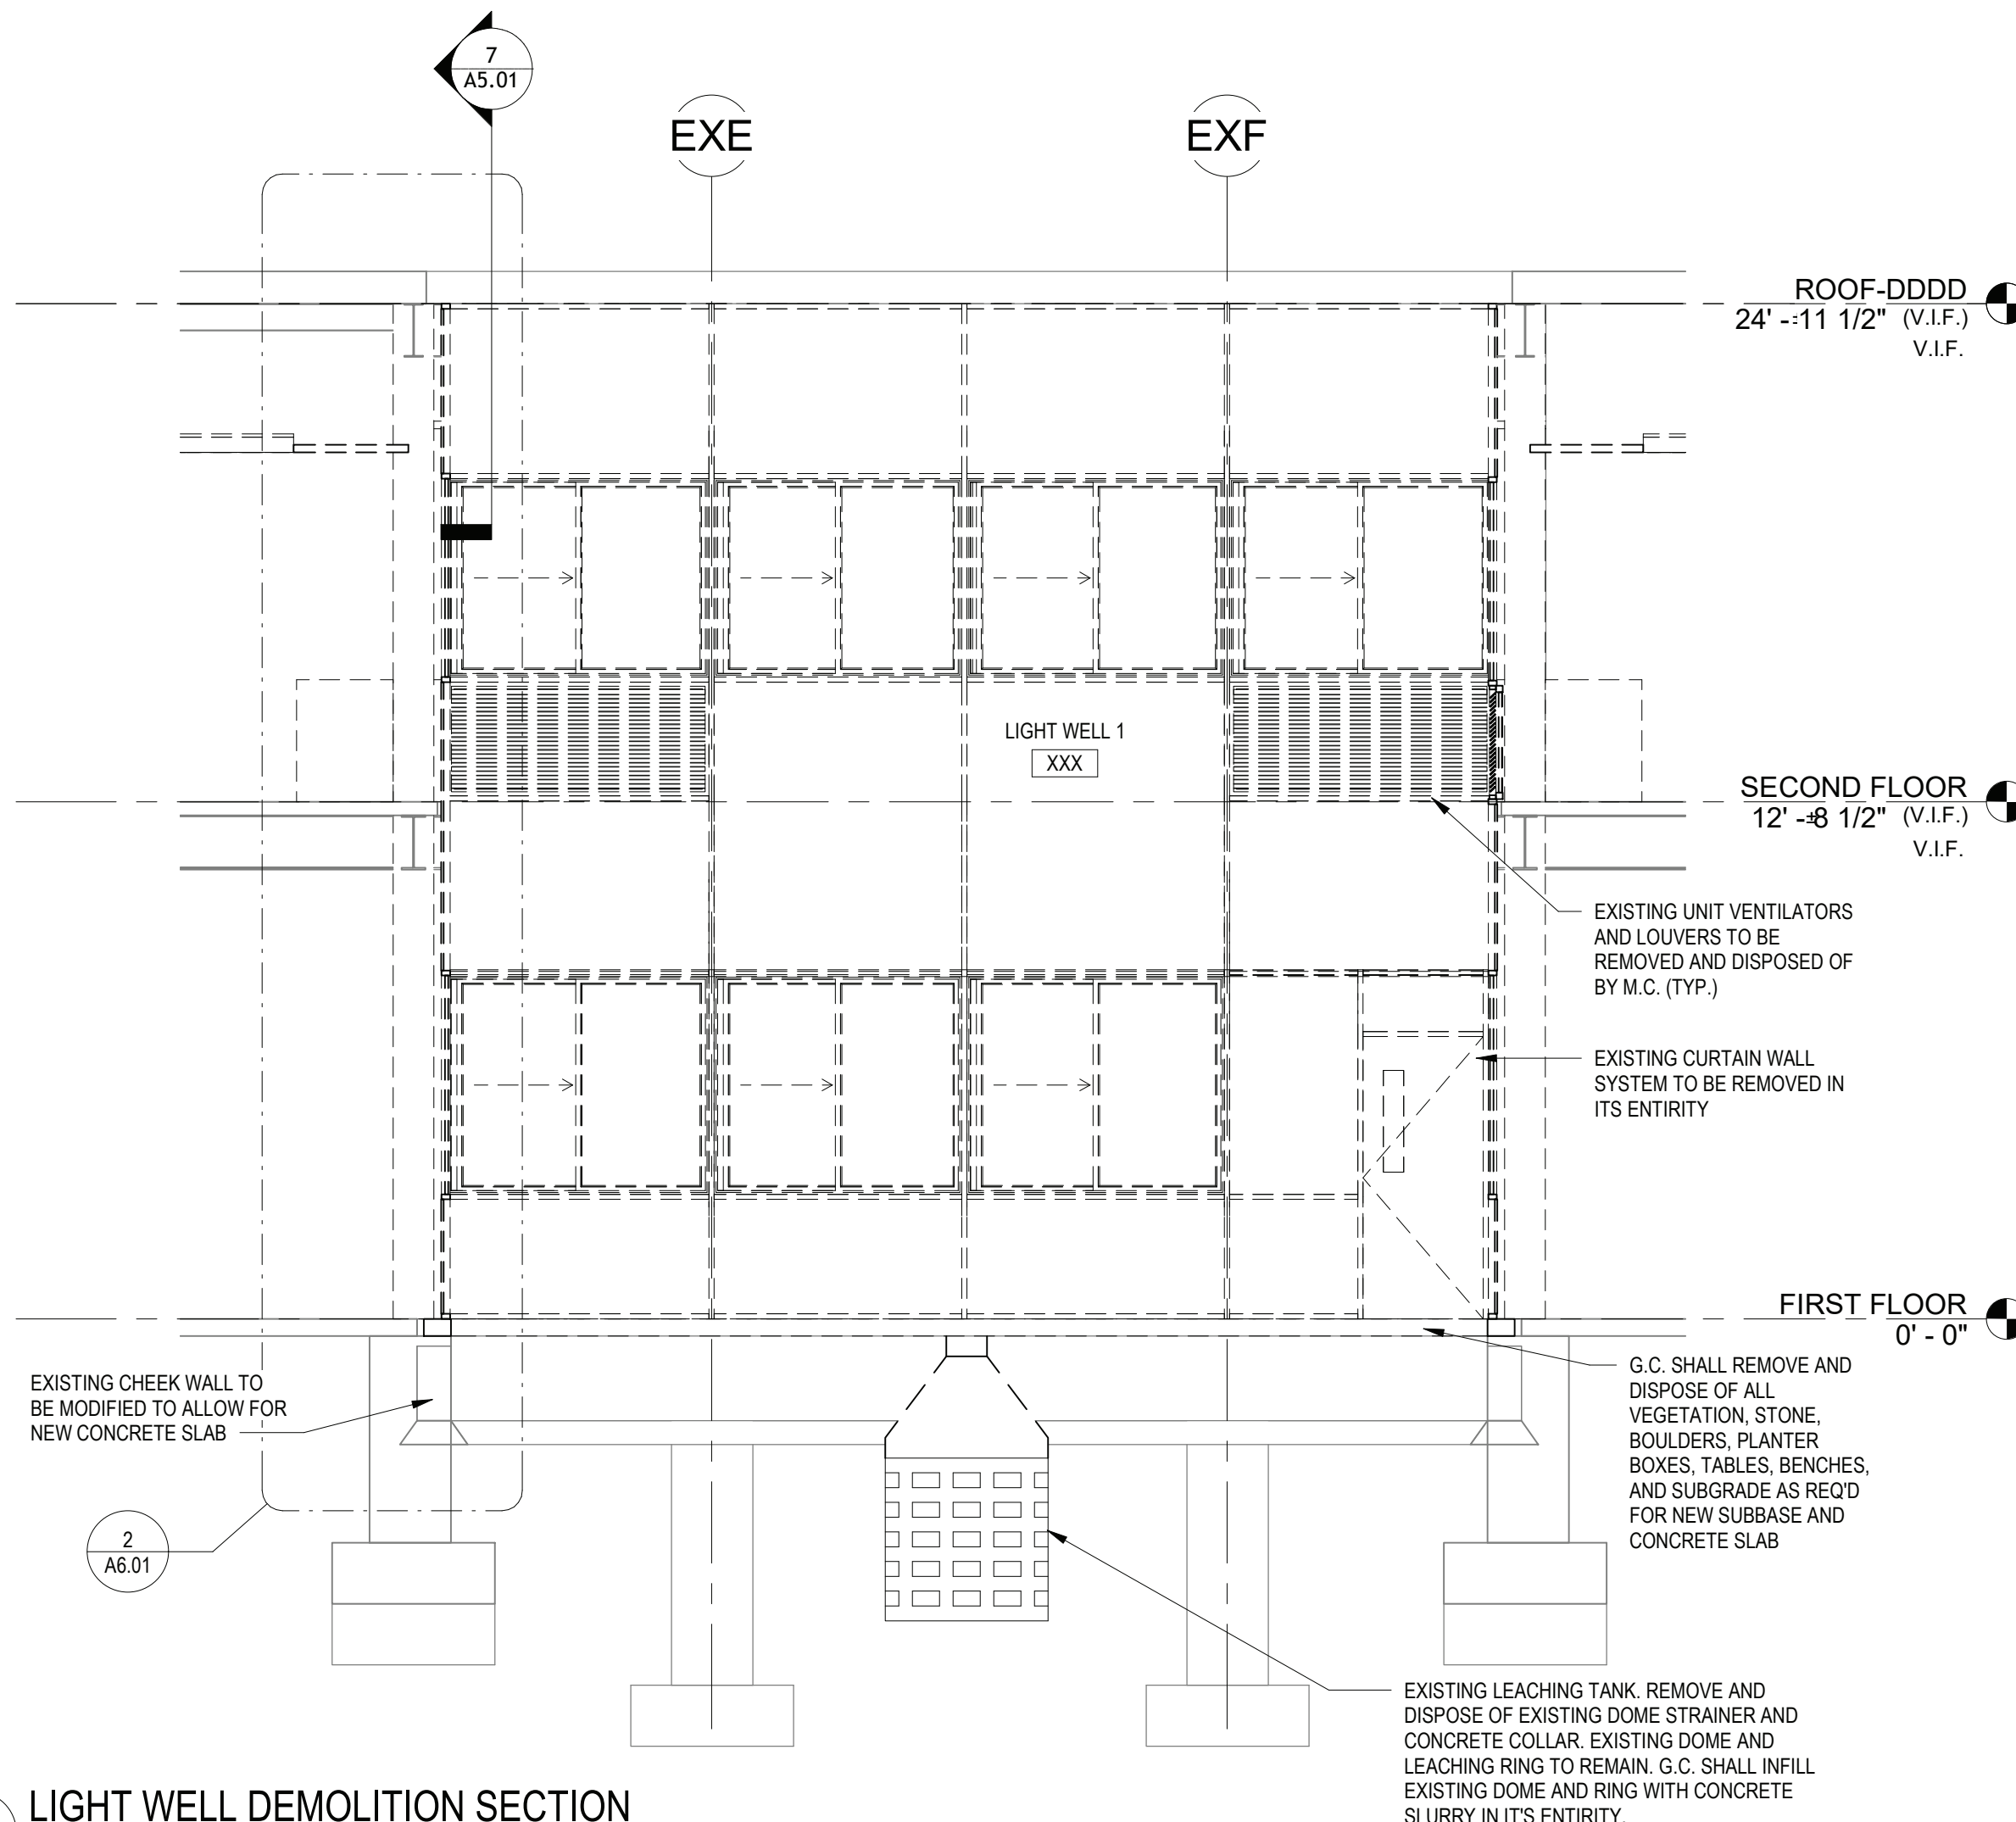 7
A5.01
EXE
EXF
ROOF-DDDD
24' - ±11 1/2" (V.I.F.)
V.I.F.
LIGHT WELL 1
XXX
SECOND FLOOR
12' - ±8 1/2" (V.I.F.)
V.I.F.
EXISTING UNIT VENTILATORS
AND LOUVERS TO BE
REMOVED AND DISPOSED OF
BY M.C. (TYP.)
EXISTING CURTAIN WALL
SYSTEM TO BE REMOVED IN
ITS ENTIRITY
FIRST FLOOR
0' - 0"
EXISTING CHEEK WALL TO
BE MODIFIED TO ALLOW FOR
NEW CONCRETE SLAB
G.C. SHALL REMOVE AND
DISPOSE OF ALL
VEGETATION, STONE,
BOULDERS, PLANTER
BOXES, TABLES, BENCHES,
AND SUBGRADE AS REQ'D
FOR NEW SUBBASE AND
CONCRETE SLAB
2
A6.01
EXISTING LEACHING TANK. REMOVE AND
DISPOSE OF EXISTING DOME STRAINER AND
CONCRETE COLLAR. EXISTING DOME AND
LEACHING RING TO REMAIN. G.C. SHALL INFILL
EXISTING DOME AND RING WITH CONCRETE
SLURRY IN IT'S ENTIRITY.
LIGHT WELL DEMOLITION SECTION